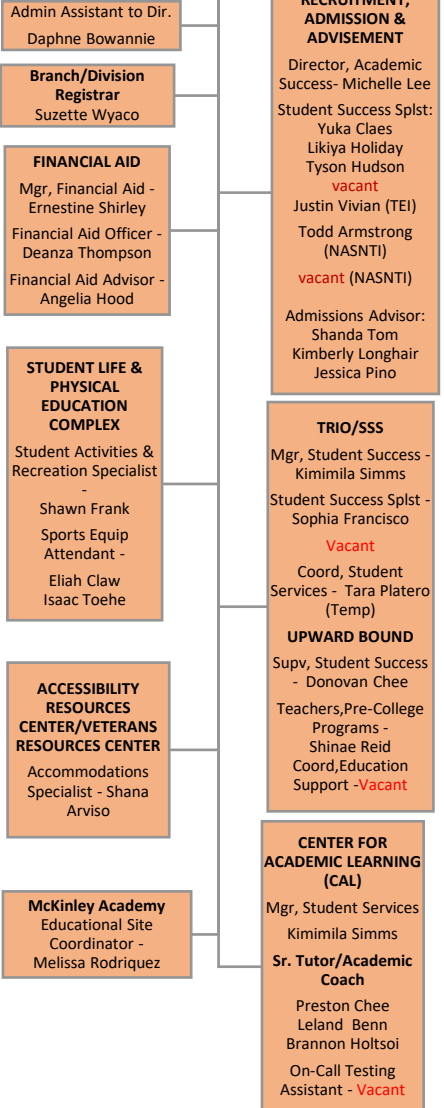 Admin Assistant to Dir.
Daphne Bowannie
Branch/Division
Registrar
Suzette Wyaco
FINANCIAL AID
Mgr, Financial Aid -
Ernestine Shirley
Financial Aid Officer -
Deanza Thompson
Financial Aid Advisor -
Angelia Hood
STUDENT LIFE &
PHYSICAL
EDUCATION
COMPLEX
Student Activities &
Recreation Specialist
-
Shawn Frank
Sports Equip
Attendant -
Eliah Claw
Isaac Toehe
ACCESSIBILITY
RESOURCES
CENTER/VETERANS
RESOURCES CENTER
Accommodations
Specialist - Shana
Arviso
McKinley Academy
Educational Site
Coordinator -
Melissa Rodriquez
RECRUITMENT,
ADMISSION &
ADVISEMENT
Director, Academic
Success- Michelle Lee
Student Success Splst:
Yuka Claes
Likiya Holiday
Tyson Hudson
vacant
Justin Vivian (TEI)
Todd Armstrong
(NASNTI)
vacant (NASNTI)
Admissions Advisor:
Shanda Tom
Kimberly Longhair
Jessica Pino
TRIO/SSS
Mgr, Student Success -
Kimimila Simms
Student Success Splst -
Sophia Francisco
Vacant
Coord, Student
Services - Tara Platero
(Temp)
UPWARD BOUND
Supv, Student Success
- Donovan Chee
Teachers,Pre-College
Programs -
Shinae Reid
Coord,Education
Support -Vacant
CENTER FOR
ACADEMIC LEARNING
(CAL)
Mgr, Student Services
Kimimila Simms
Sr. Tutor/Academic
Coach
Preston Chee
Leland Benn
Brannon Holtsoi
On-Call Testing
Assistant - Vacant